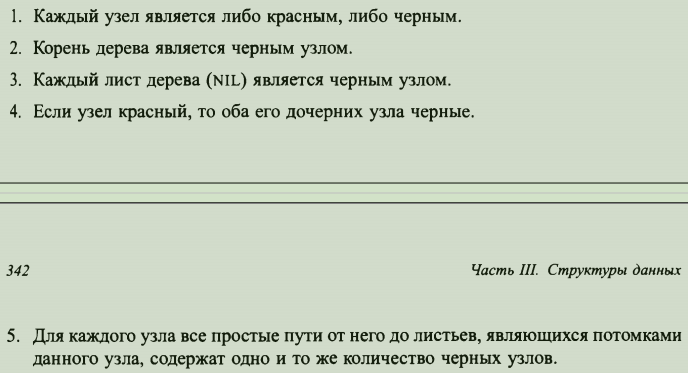 1. Каждый узел является либо красным, либо черным.
2. Корень дерева является черным узлом.
3. Каждый лист дерева (NIL) является черным узлом.
4. Если узел красный, то оба его дочерних узла черные.
342 Часть III. Структуры данных
5. Для каждого узла все простые пути от него до листьев, являющихся потомками
данного узла, содержат одно и то же количество черных узлов.